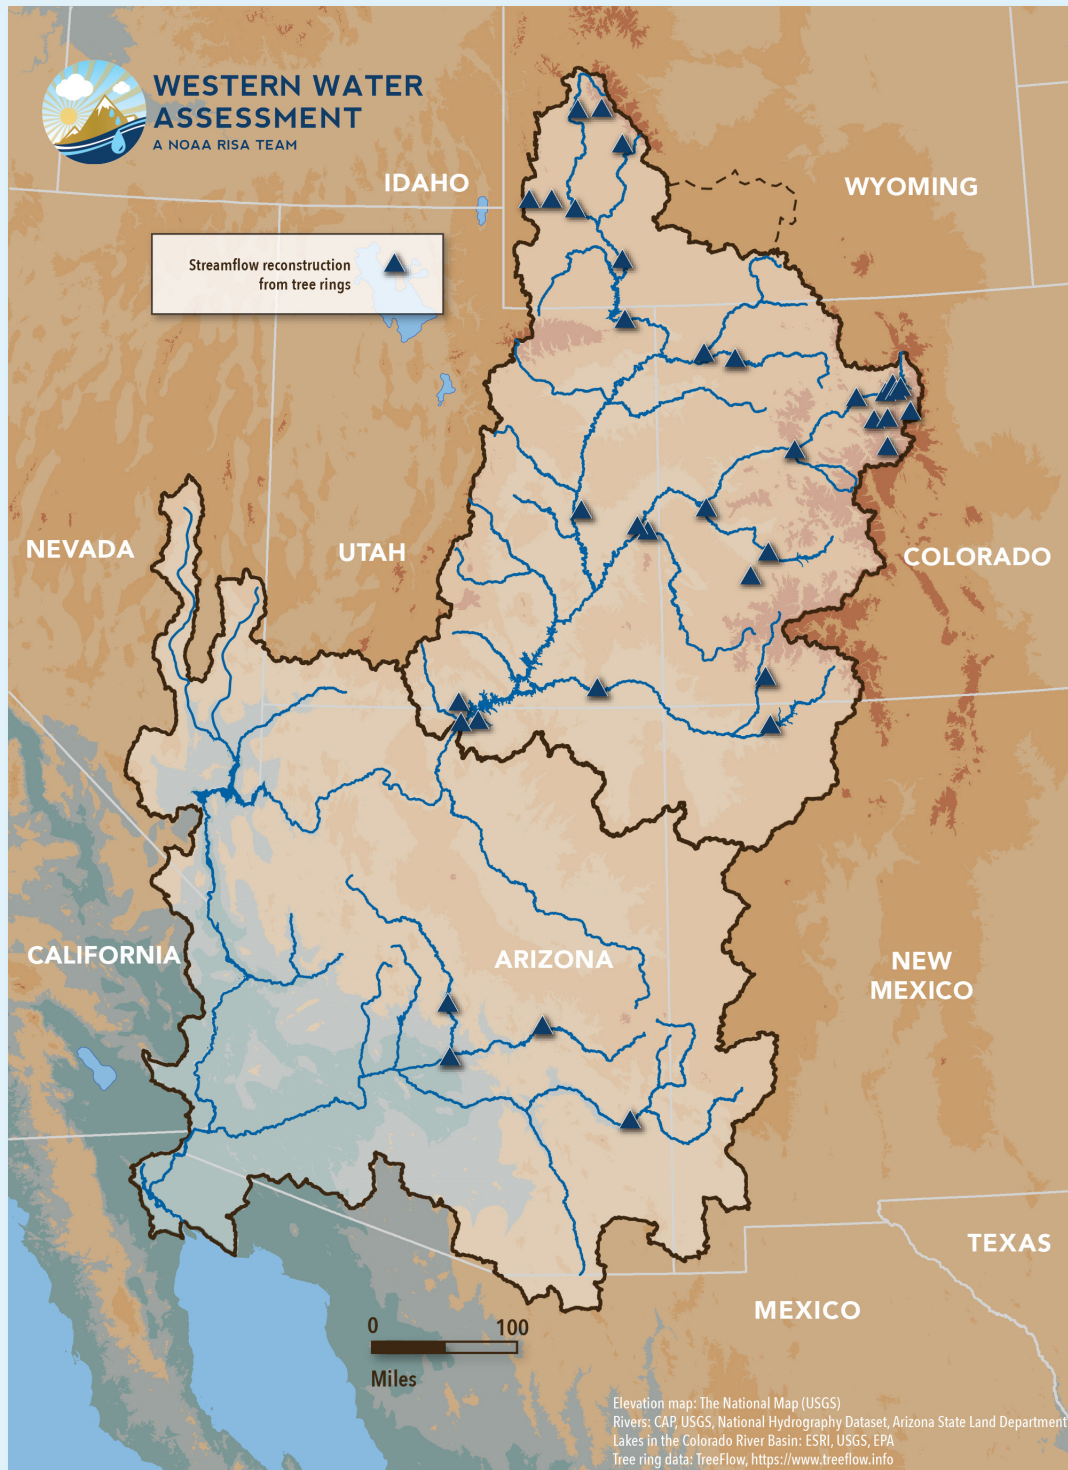 WESTERN WATER
ASSESSMENT
A NOAA RISA TEAM
IDAHO
WYOMING
Streamflow reconstruction
from tree rings
NEVADA
UTAH
COLORADO
CALIFORNIA
ARIZONA
NEW
MEXICO
TEXAS
MEXICO
0 100
Miles
Elevation map: The National Map (USGS)
Rivers: CAP, USGS, National Hydrography Dataset, Arizona State Land Department
Lakes in the Colorado River Basin: ESRI, USGS, EPA
Tree ring data: TreeFlow, https://www.treeflow.info